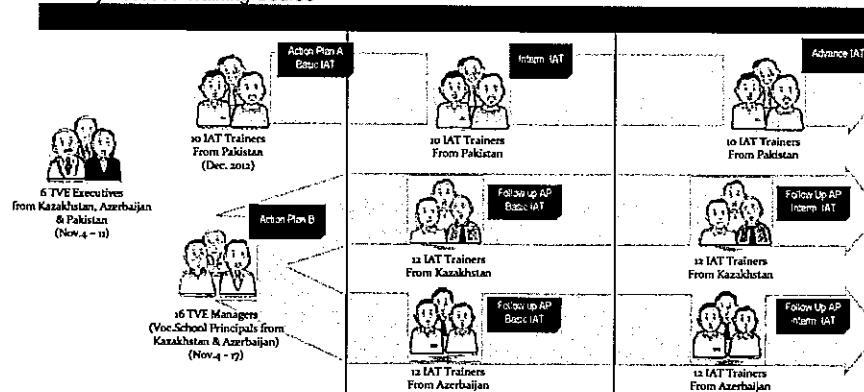 Training Course
Action Plan A
Basic IAT
Interm. IAT
Advance IAT
10 IAT Trainers
From Pakistan
(Dec. 2012)
10 IAT Trainers
From Pakistan
10 IAT Trainers
From Pakistan
6 TVE Executives
from Kazakhstan, Azerbaijan
& Pakistan
(Nov.4 – 11)
Action Plan B
16 TVE Managers
(Voc.School Principals from
Kazakhstan & Azerbaijan)
(Nov.4 – 17)
Follow up AP
Basic IAT
12 IAT Trainers
From Kazakhstan
Follow Up AP
Interm. IAT
12 IAT Trainers
From Kazakhstan
Follow up AP
Basic IAT
12 IAT Trainers
From Azerbaijan
Follow Up AP
Interm. IAT
12 IAT Trainers
From Azerbaijan